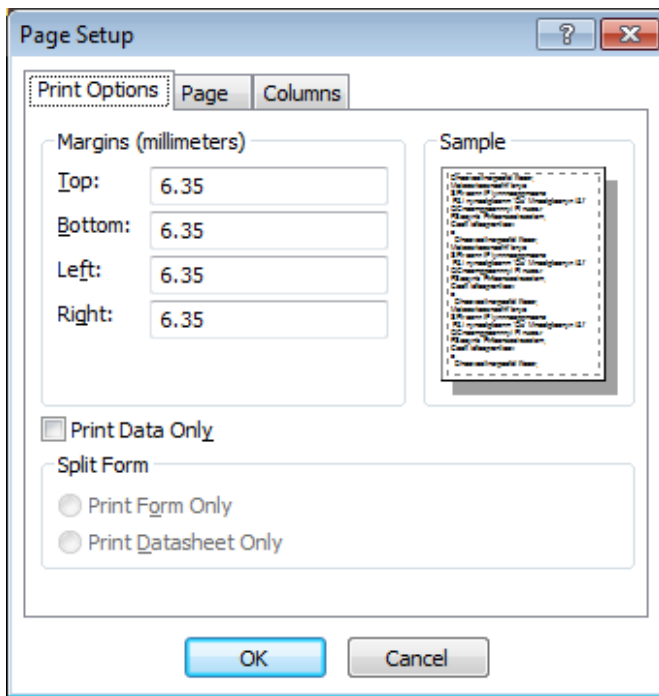 Page Setup
Print Options Page Columns
Margins (millimeters)
Top: 6.35
Bottom: 6.35
Left: 6.35
Right: 6.35
Sample
Print Data Only
Split Form
Print Form Only
Print Datasheet Only
OK Cancel